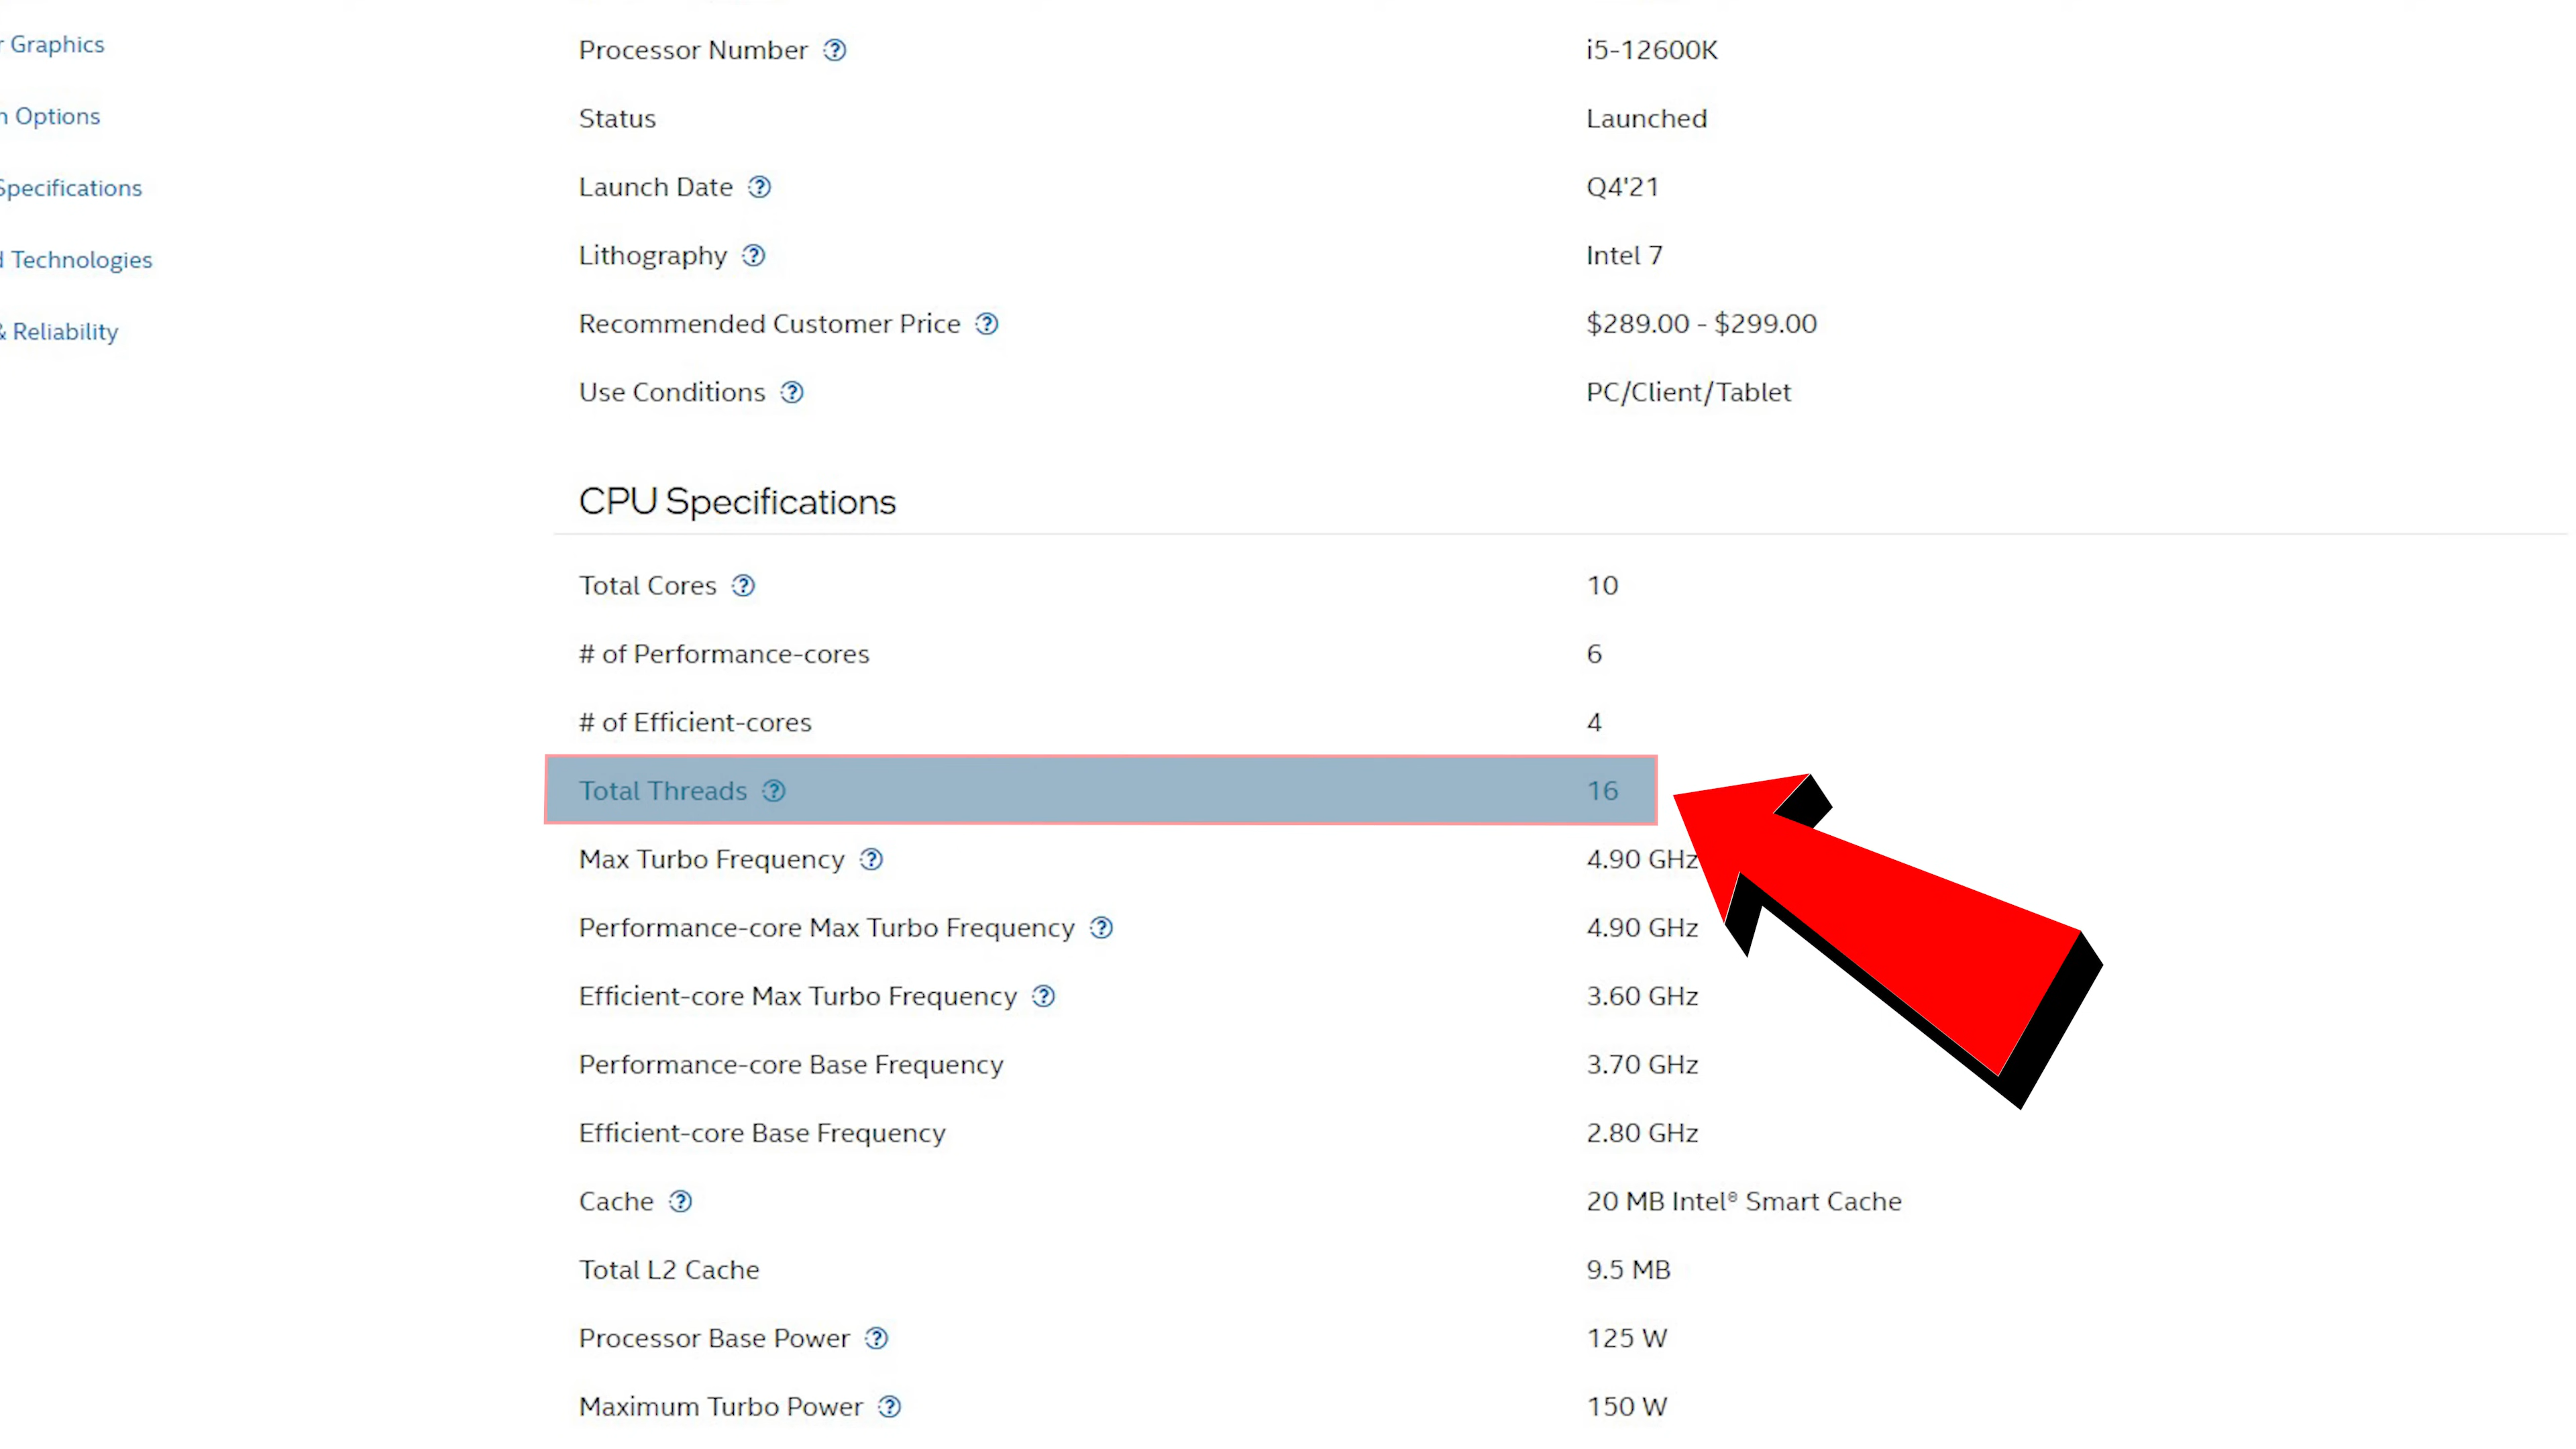 r Graphics
n Options
Specifications
d Technologies
& Reliability
Processor Number ? i5-12600K
Status Launched
Launch Date ? Q4'21
Lithography ? Intel 7
Recommended Customer Price ? $289.00 - $299.00
Use Conditions ? PC/Client/Tablet
CPU Specifications
Total Cores ? 10
# of Performance-cores 6
# of Efficient-cores 4
Total Threads ? 16
Max Turbo Frequency ? 4.90 GHz
Performance-core Max Turbo Frequency ? 4.90 GHz
Efficient-core Max Turbo Frequency ? 3.60 GHz
Performance-core Base Frequency 3.70 GHz
Efficient-core Base Frequency 2.80 GHz
Cache ? 20 MB Intel® Smart Cache
Total L2 Cache 9.5 MB
Processor Base Power ? 125 W
Maximum Turbo Power ? 150 W